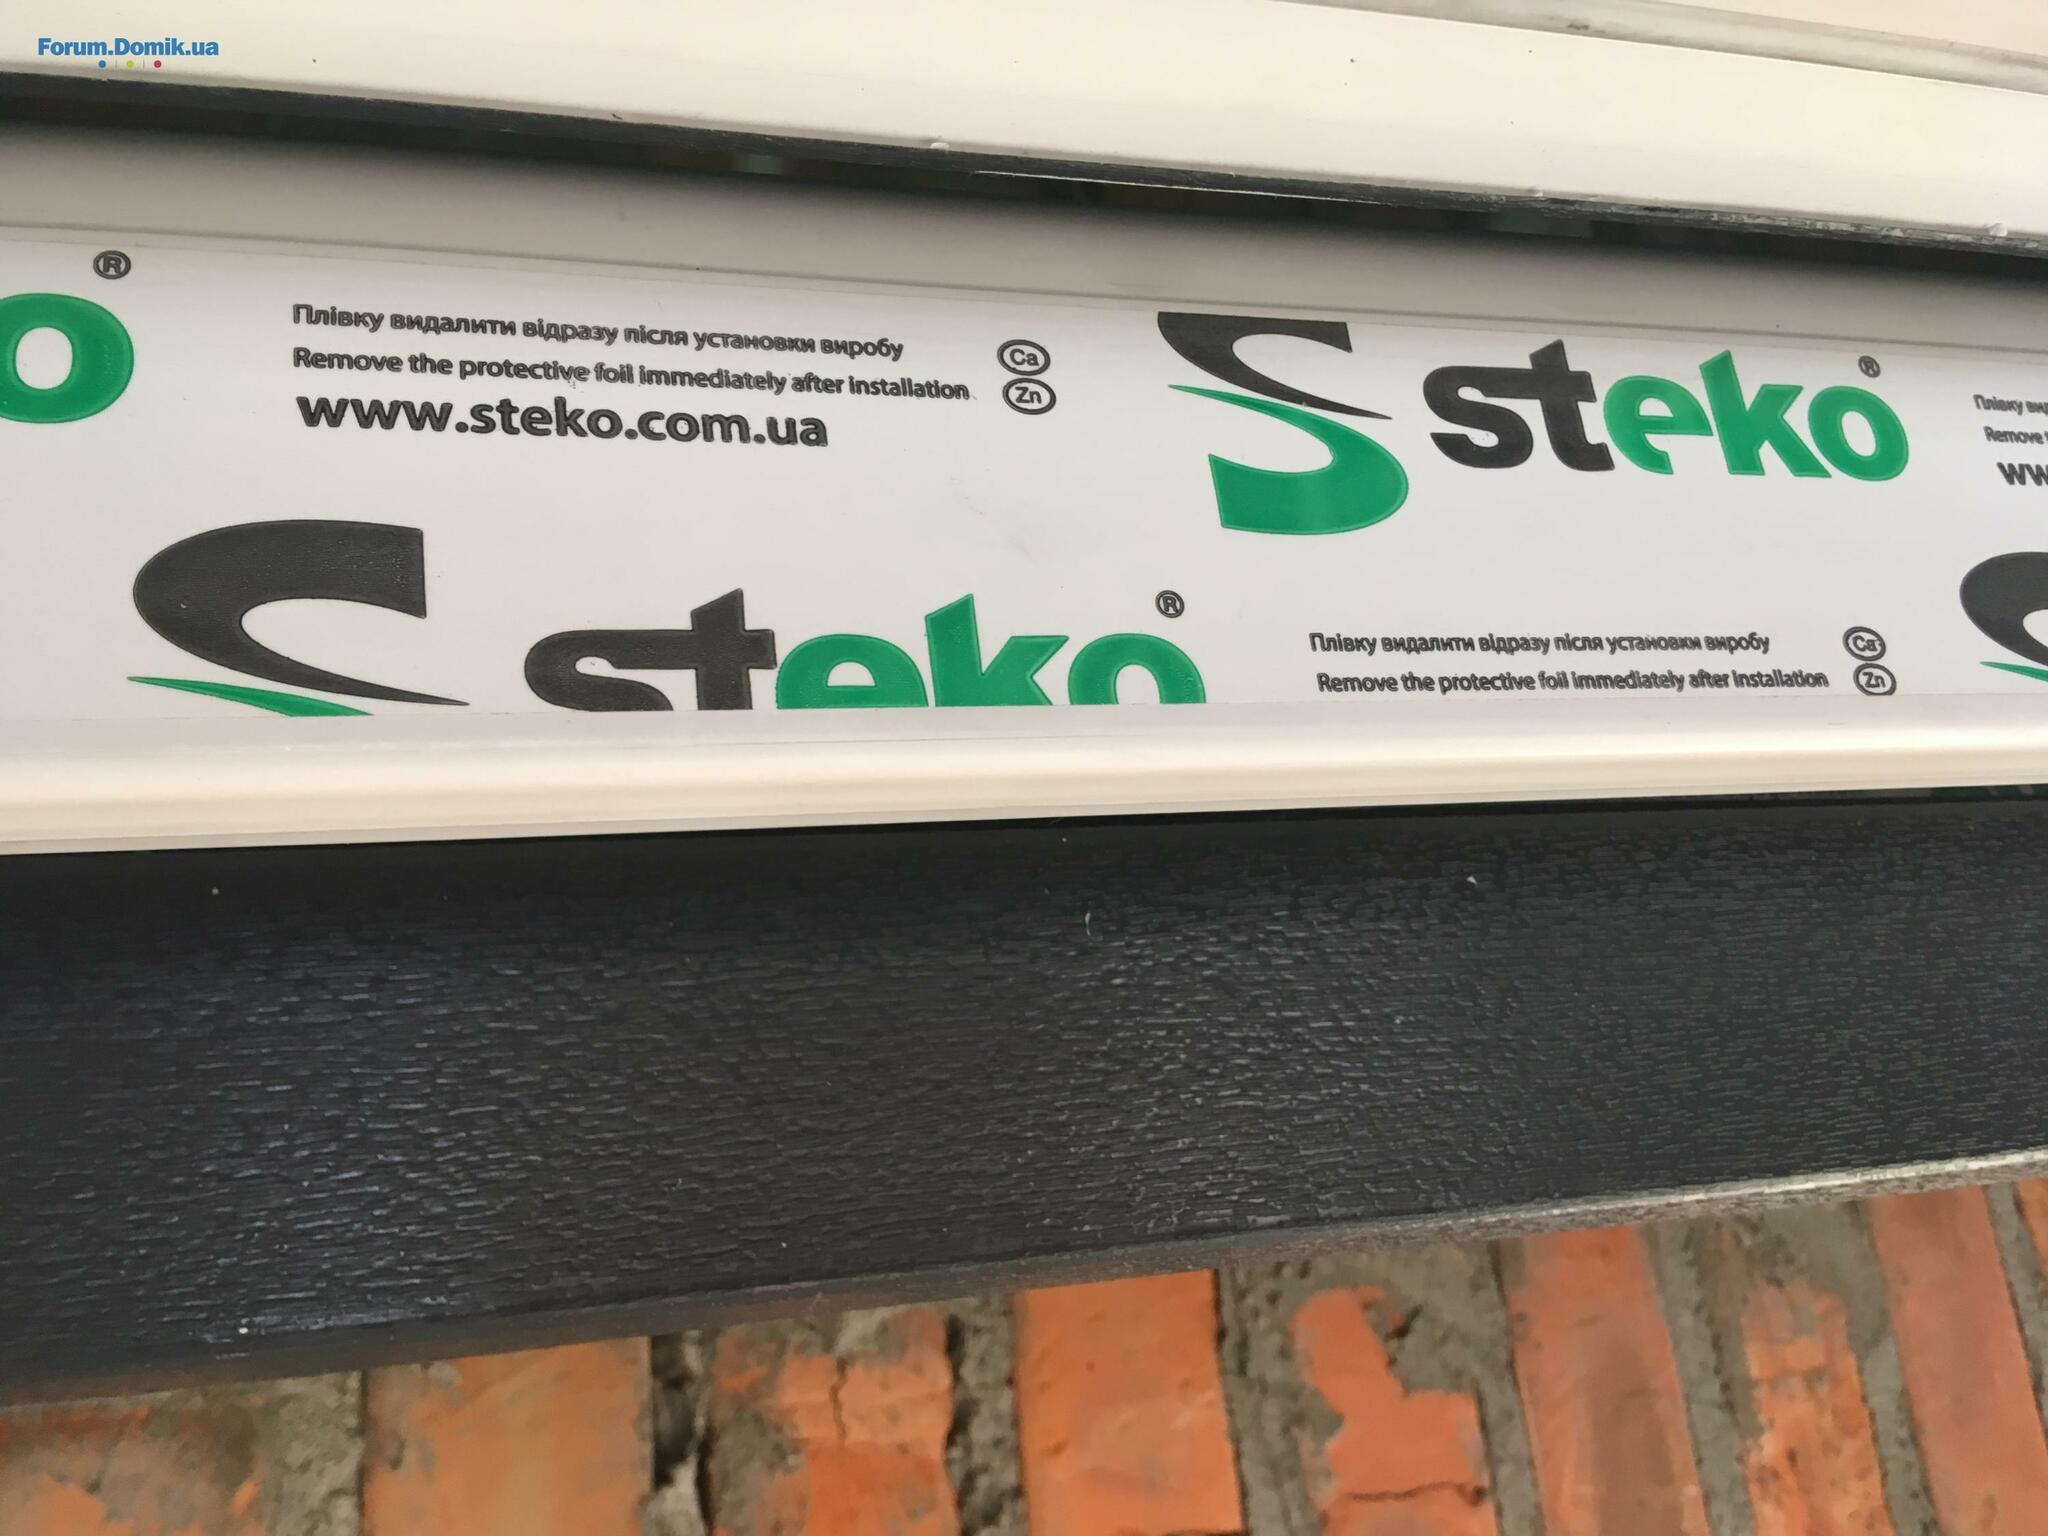 Forum.Domik.ua
o®
Плівку видалити відразу після установки виробу
Remove the protective foil immediately after installation
www.steko.com.ua
Ca
Zn
steko®
Плівку
Remove
steko®
Плівку видалити відразу після установки виробу
Remove the protective foil immediately after installation
Ca
Zn